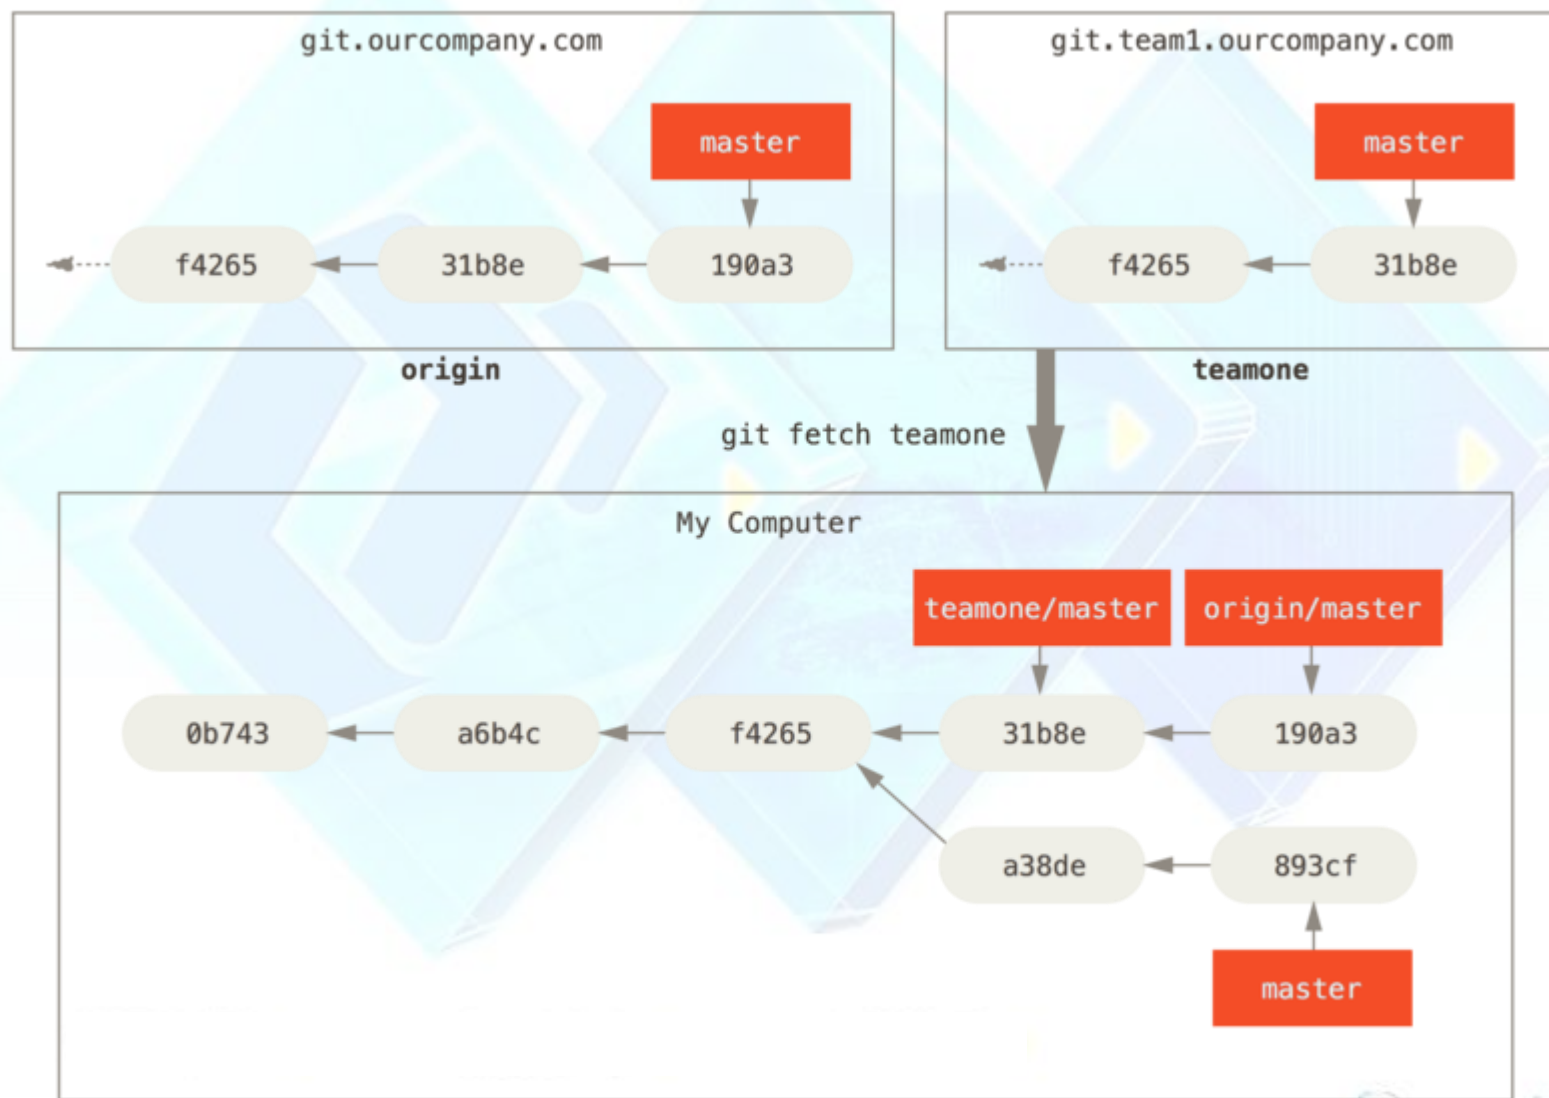 git.ourcompany.com
master
f4265
31b8e
190a3
origin
git.team1.ourcompany.com
master
f4265
31b8e
teamone
git fetch teamone
My Computer
teamone/master
origin/master
0b743
a6b4c
f4265
31b8e
190a3
a38de
893cf
master